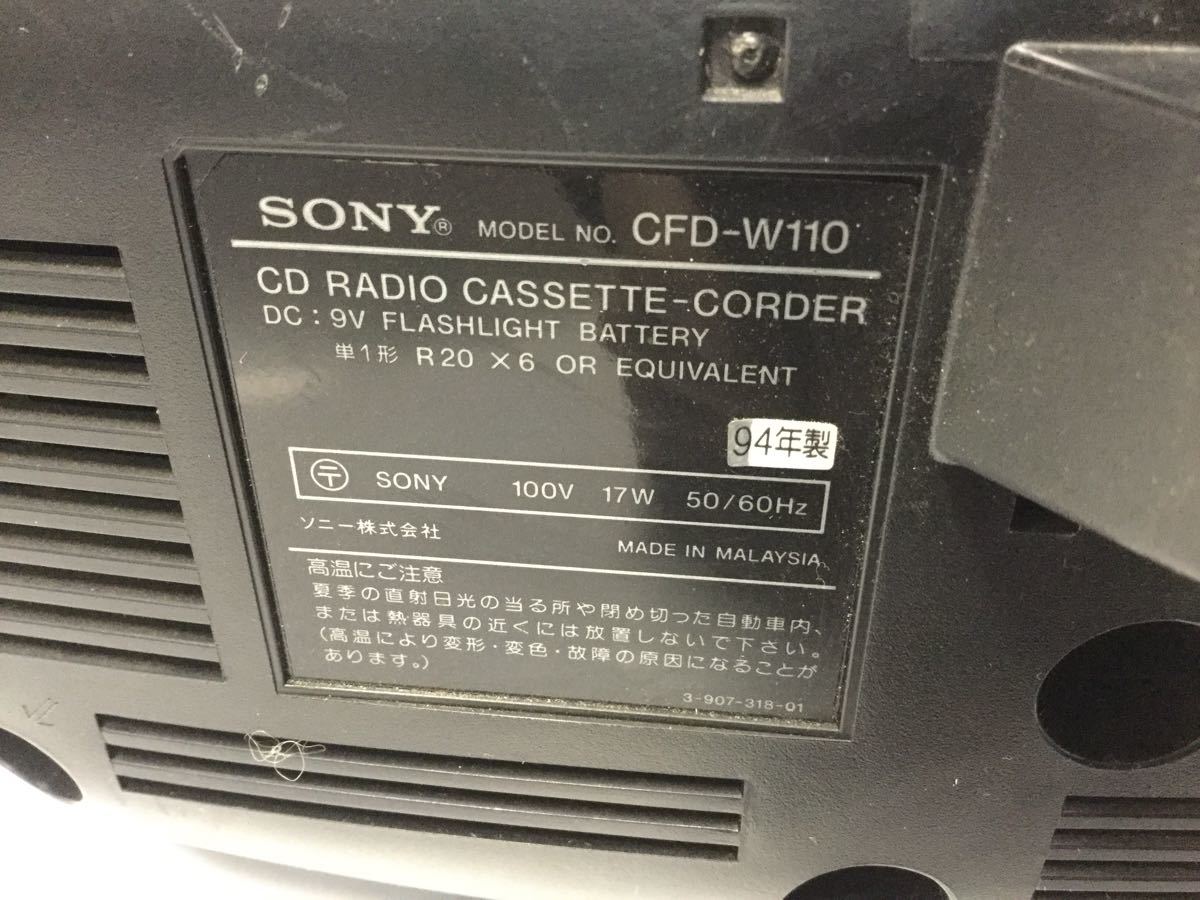 SONY® MODEL NO. CFD-W110
CD RADIO CASSETTE-CORDER
DC : 9V FLASHLIGHT BATTERY
単1形 R20 × 6 OR EQUIVALENT
94年製
〒 SONY 100V 17W 50/60Hz
ソニー株式会社
MADE IN MALAYSIA
高温にご注意
夏季の直射日光の当る所や閉め切った自動車内、
または熱器具の近くには放置しないで下さい。
(高温により変形・変色・故障の原因になることが
あります。)
3-907-318-01